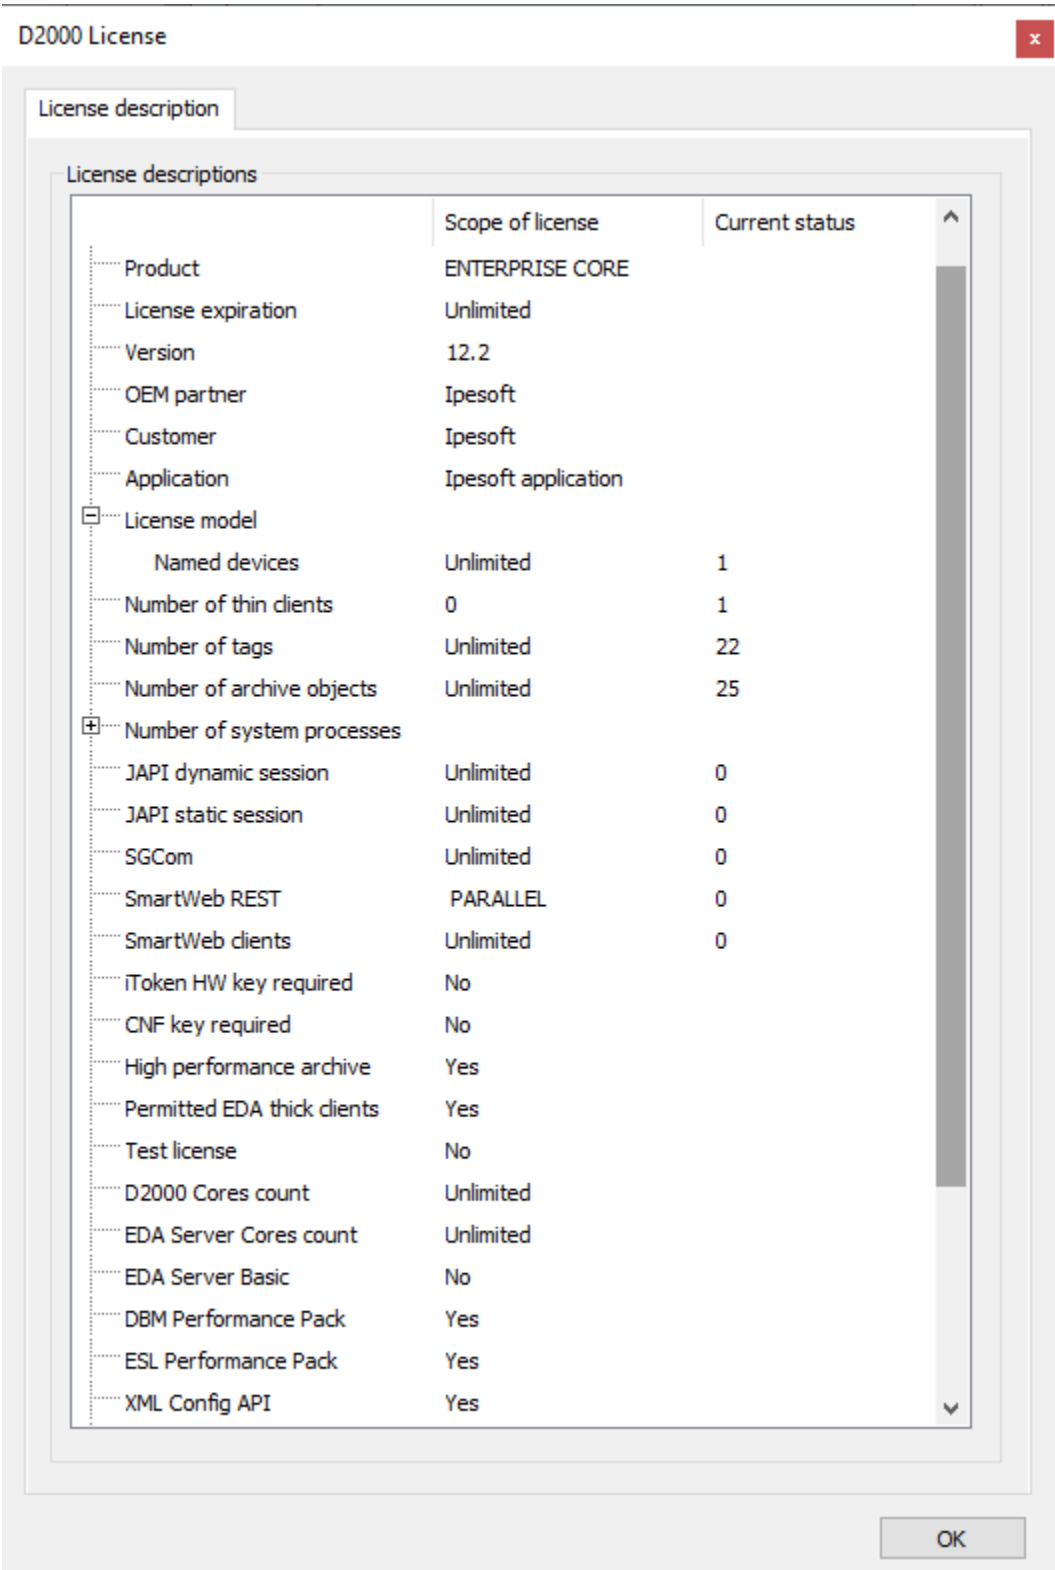 D2000 License
x
License description
License descriptions
Scope of license Current status
Product ENTERPRISE CORE
License expiration Unlimited
Version 12.2
OEM partner Ipesoft
Customer Ipesoft
Application Ipesoft application
License model
Named devices Unlimited 1
Number of thin clients 0 1
Number of tags Unlimited 22
Number of archive objects Unlimited 25
Number of system processes
JAPI dynamic session Unlimited 0
JAPI static session Unlimited 0
SGCom Unlimited 0
SmartWeb REST PARALLEL 0
SmartWeb clients Unlimited 0
iToken HW key required No
CNF key required No
High performance archive Yes
Permitted EDA thick clients Yes
Test license No
D2000 Cores count Unlimited
EDA Server Cores count Unlimited
EDA Server Basic No
DBM Performance Pack Yes
ESL Performance Pack Yes
XML Config API Yes
OK